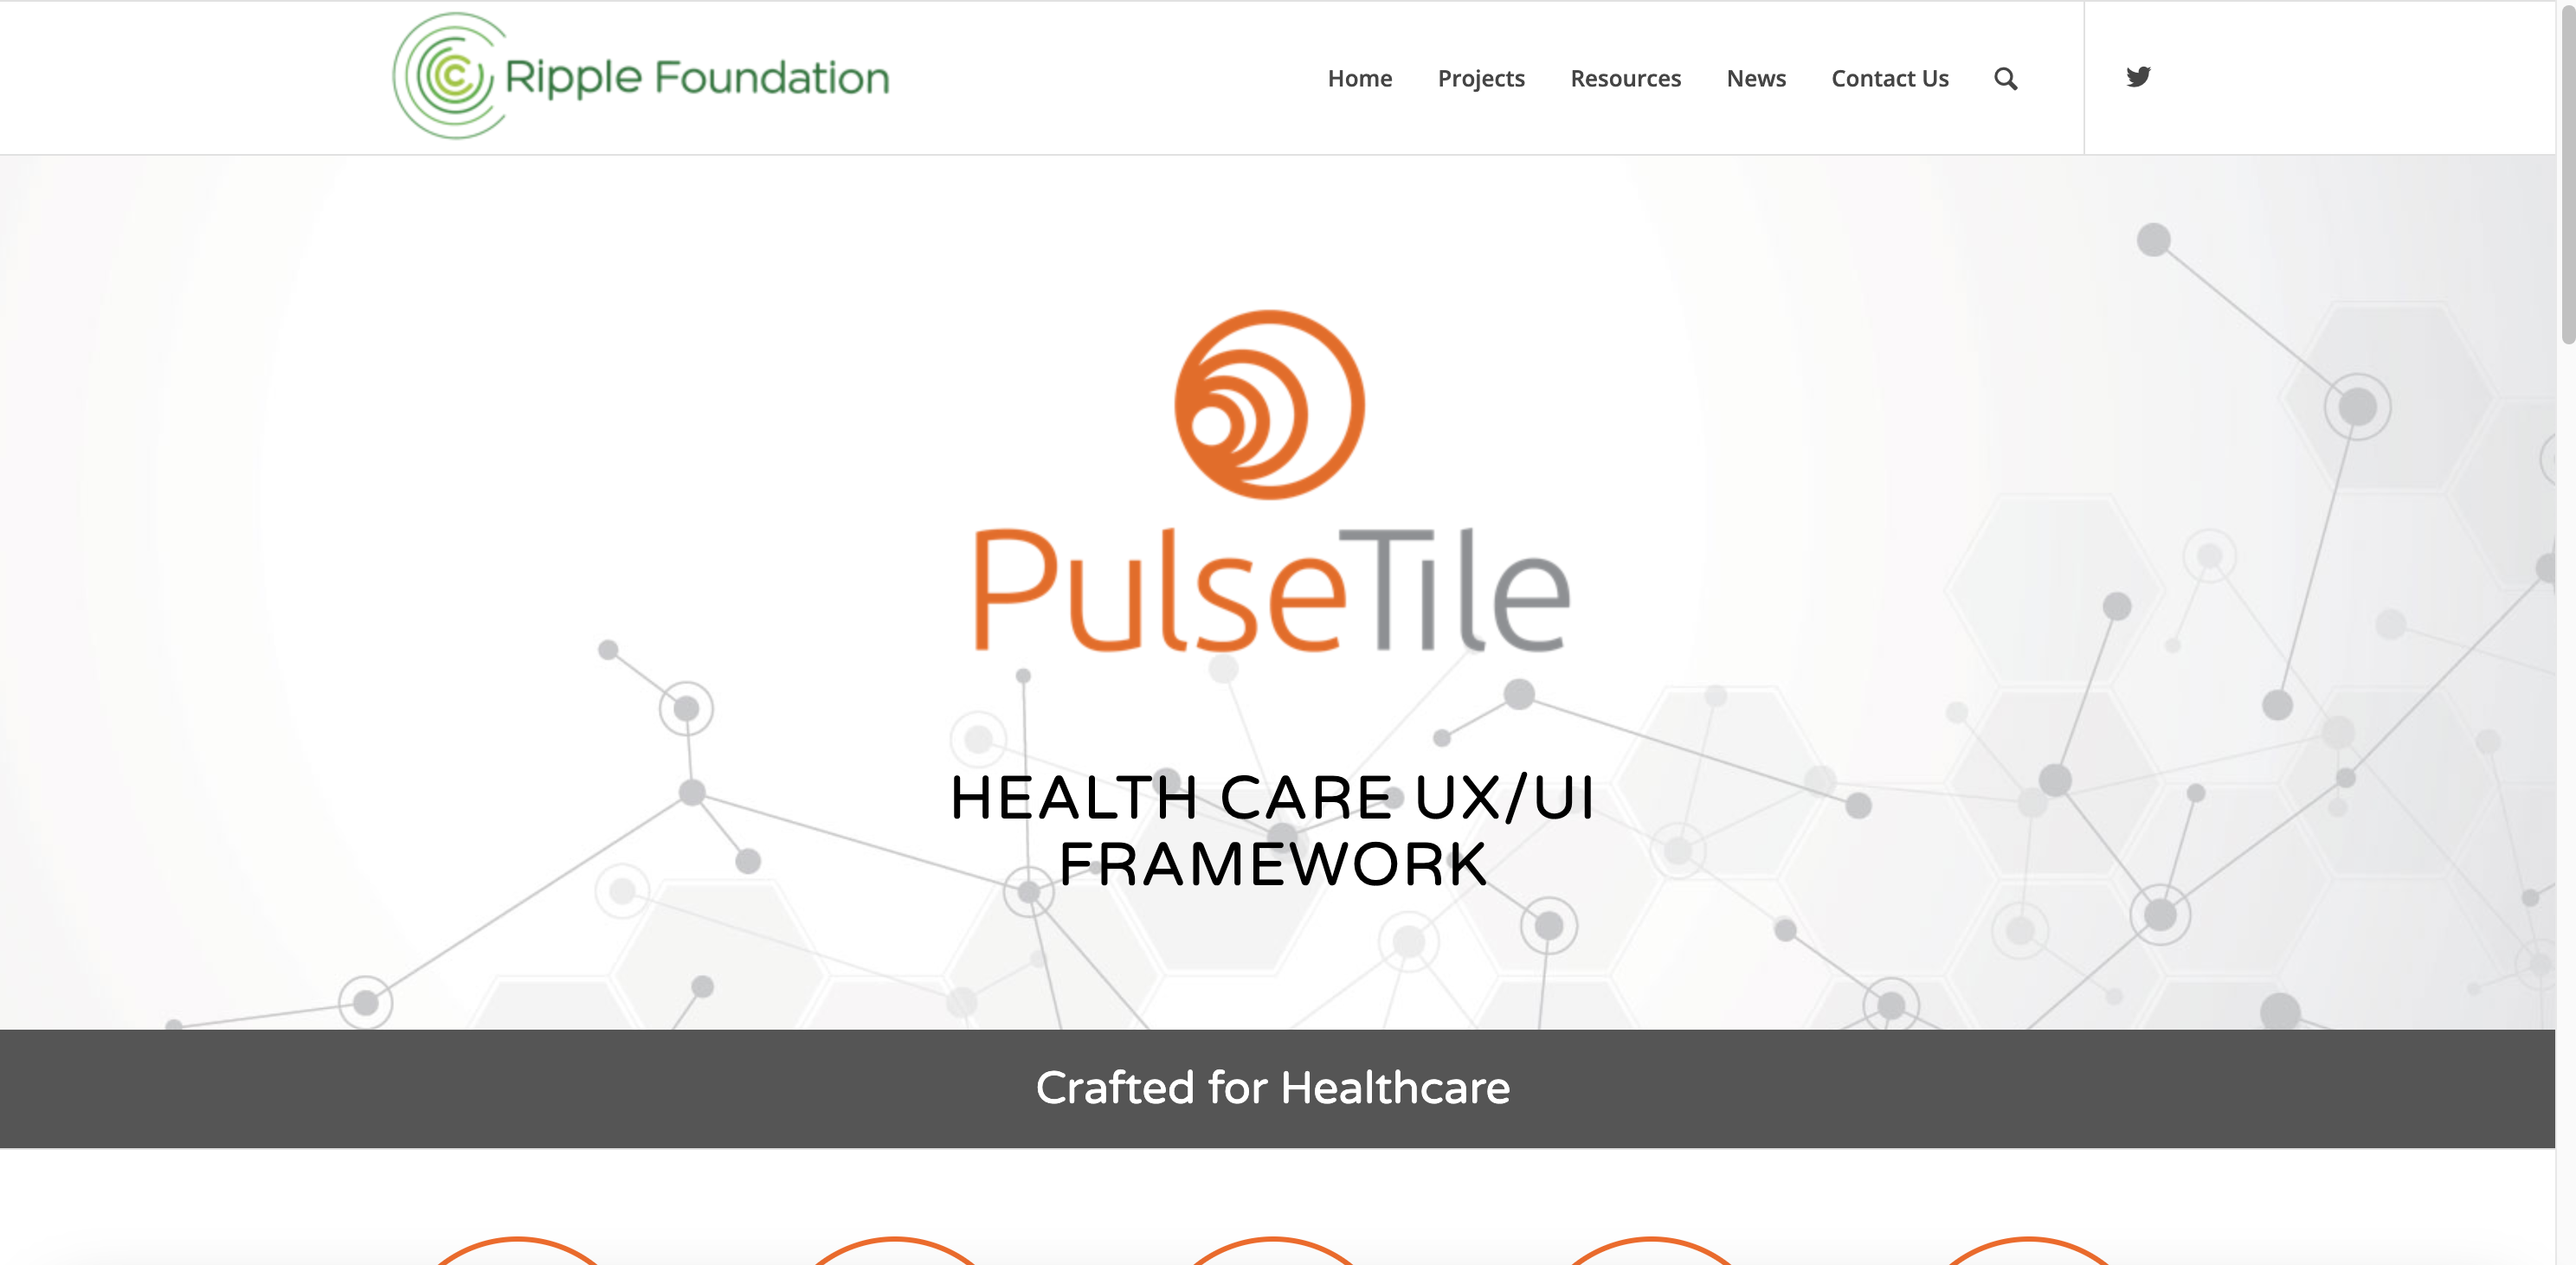 Ripple Foundation
Home Projects Resources News Contact Us
PulseTile
HEALTH CARE UX/UI
FRAMEWORK
Crafted for Healthcare